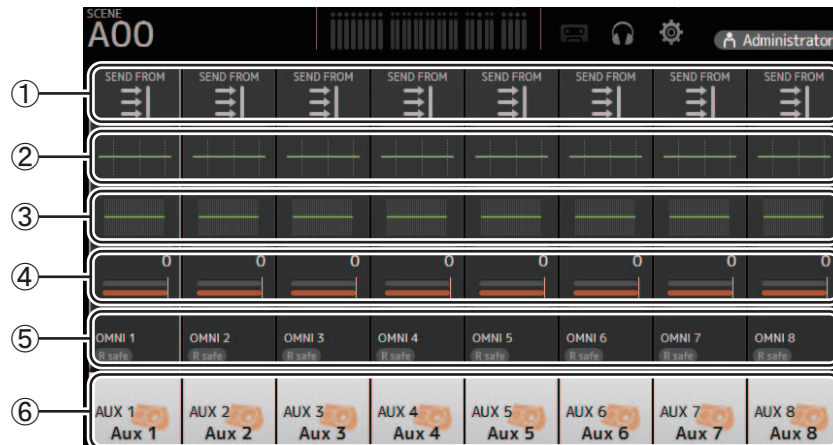 SCENE
A00
Administrator
① SEND FROM SEND FROM SEND FROM SEND FROM SEND FROM SEND FROM SEND FROM SEND FROM
②
③
④ 0 0 0 0 0 0 0 0
⑤ OMNI 1 OMNI 2 OMNI 3 OMNI 4 OMNI 5 OMNI 6 OMNI 7 OMNI 8
R safe R safe R safe R safe R safe R safe R safe R safe
⑥ AUX 1 AUX 2 AUX 3 AUX 4 AUX 5 AUX 6 AUX 7 AUX 8
Aux 1 Aux 2 Aux 3 Aux 4 Aux 5 Aux 6 Aux 7 Aux 8